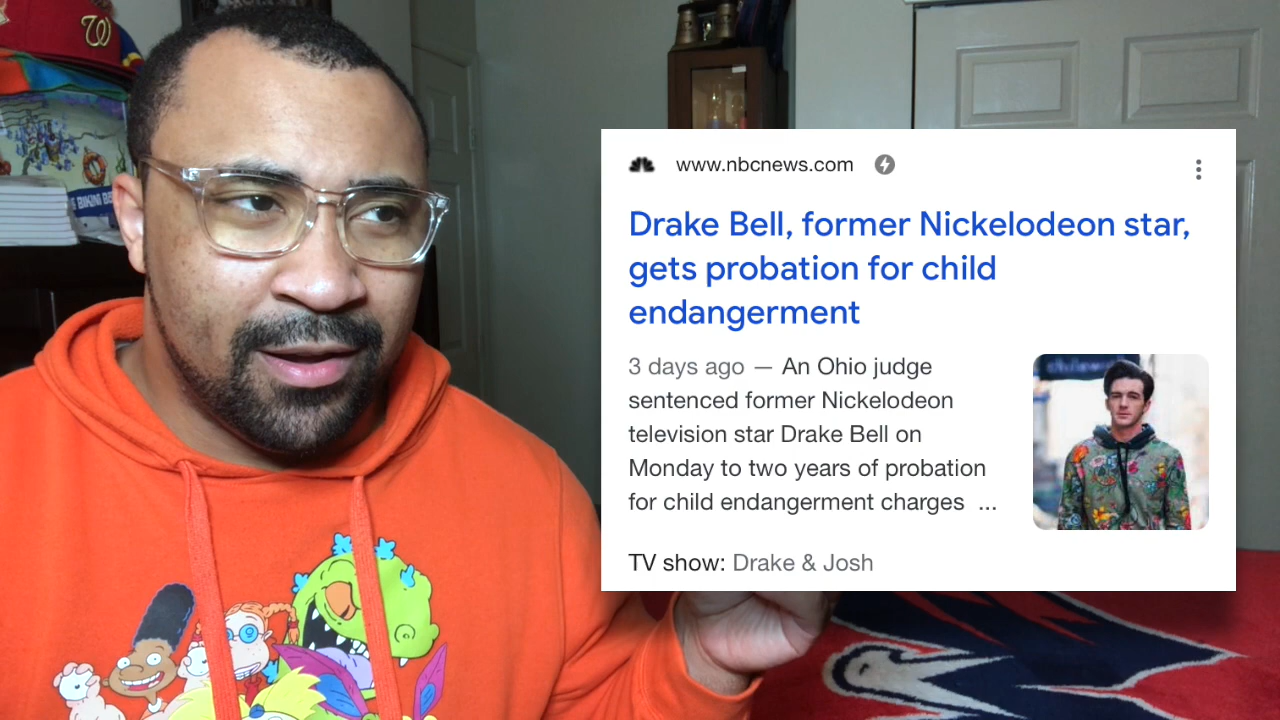 W
BIKINI B
www.nbcnews.com
Drake Bell, former Nickelodeon star,
gets probation for child
endangerment
3 days ago — An Ohio judge
sentenced former Nickelodeon
television star Drake Bell on
Monday to two years of probation
for child endangerment charges ...
TV show: Drake & Josh